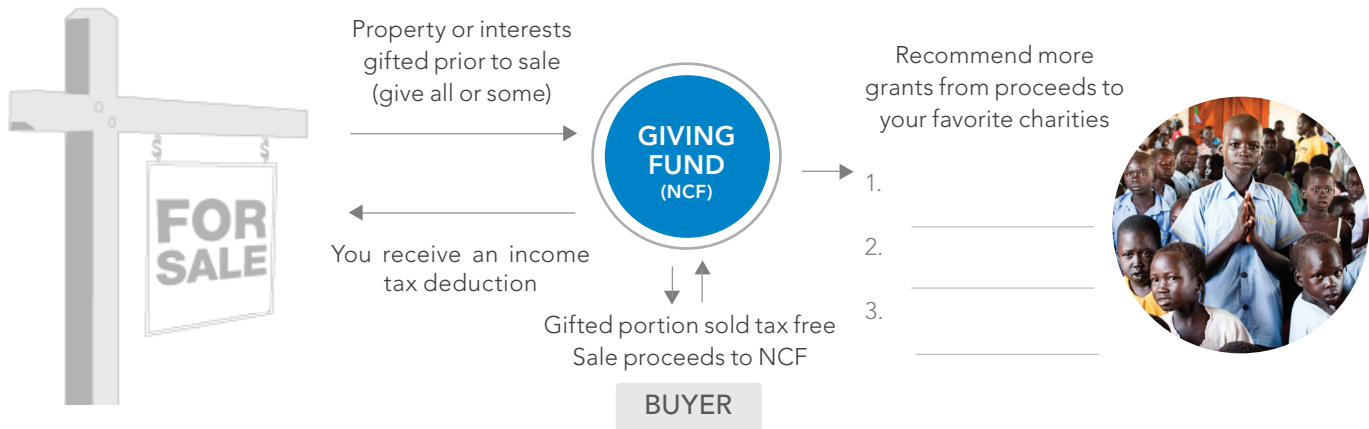 FOR
SALE
Property or interests
gifted prior to sale
(give all or some)
You receive an income
tax deduction
GIVING
FUND
(NCF)
Gifted portion sold tax free
Sale proceeds to NCF
BUYER
Recommend more
grants from proceeds to
your favorite charities
1.
2.
3.